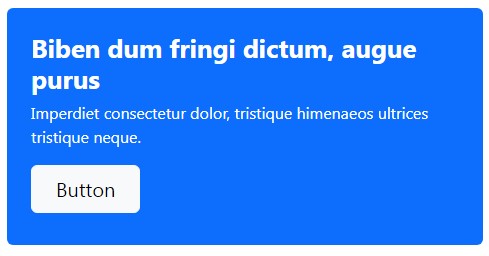 Biben dum fringi dictum, augue
purus
Imperdiet consectetur dolor, tristique himenaeos ultrices
tristique neque.
Button